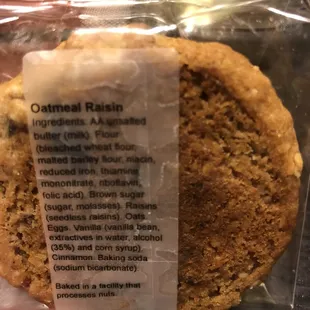 Oatmeal Raisin
Ingredients: AA unsalted
butter (milk). Flour
(bleached wheat flour,
malted barley flour, niacin,
reduced iron, thiamine
mononitrate, riboflavin,
folic acid). Brown sugar
(sugar, molasses). Raisins
(seedless raisins). Oats.
Eggs. Vanilla (vanilla bean,
extractives in water, alcohol
(35%) and corn syrup).
Cinnamon. Baking soda
(sodium bicarbonate)
Baked in a facility that
processes nuts.